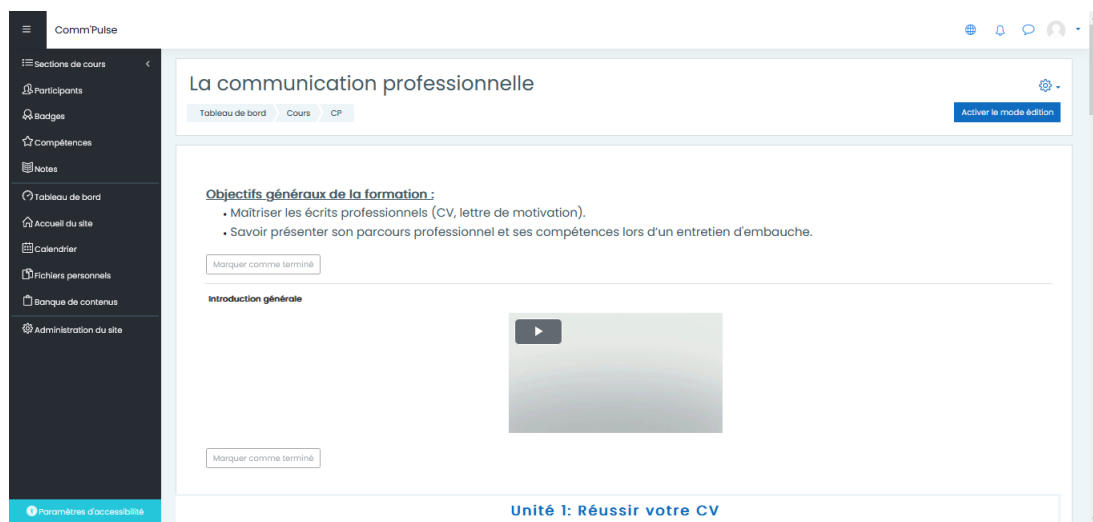 Comm'Pulse
Sections de cours
Participants
Badges
Compétences
Notes
Tableau de bord
Accueil du site
Calendrier
Fichiers personnels
Banque de contenus
Administration du site
Paramètres d'accessibilité
La communication professionnelle
Tableau de bord Cours CP
Activer le mode édition
Objectifs généraux de la formation :
• Maîtriser les écrits professionnels (CV, lettre de motivation).
• Savoir présenter son parcours professionnel et ses compétences lors d'un entretien d'embauche.
Marquer comme terminé
Introduction générale
Marquer comme terminé
Unité 1: Réussir votre CV